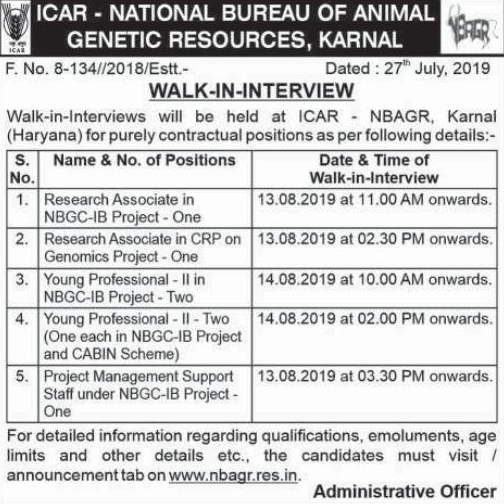 ICAR - NATIONAL BUREAU OF ANIMAL
GENETIC RESOURCES, KARNAL
ICAR
NBAGR
F. No. 8-134//2018/Estt.- Dated : 27th July, 2019
WALK-IN-INTERVIEW
Walk-in-Interviews will be held at ICAR - NBAGR, Karnal
(Haryana) for purely contractual positions as per following details:-
S. No. Name & No. of Positions Date & Time of
Walk-in-Interview
1. Research Associate in 13.08.2019 at 11.00 AM onwards.
NBGC-IB Project - One
2. Research Associate in CRP on 13.08.2019 at 02.30 PM onwards.
Genomics Project - One
3. Young Professional - II in 14.08.2019 at 10.00 AM onwards.
NBGC-IB Project - Two
4. Young Professional - II - Two 14.08.2019 at 02.00 PM onwards.
(One each in NBGC-IB Project
and CABIN Scheme)
5. Project Management Support 13.08.2019 at 03.30 PM onwards.
Staff under NBGC-IB Project -
One
For detailed information regarding qualifications, emoluments, age
limits and other details etc., the candidates must visit /
announcement tab on www.nbagr.res.in.
Administrative Officer